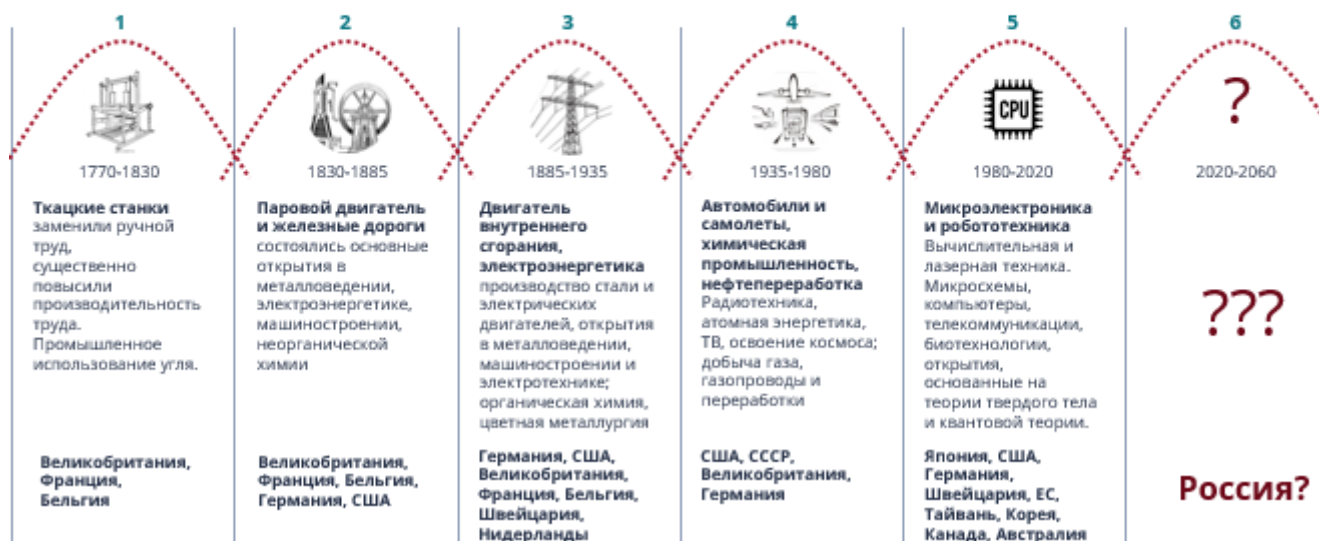 1
1770-1830
Ткацкие станки
заменили ручной
труд,
существенно
повысили
производительность
труда.
Промышленное
использование угля.
Великобритания,
Франция,
Бельгия
2
1830-1885
Паровой двигатель
и железные дороги
состоялись основные
открытия в
металловедении,
электроэнергетике,
машиностроении,
неорганической
химии
Великобритания,
Франция, Бельгия,
Германия, США
3
1885-1935
Двигатель
внутреннего
сгорания,
электроэнергетика
производство стали и
электрических
двигателей, открытия
в металловедении,
машиностроении и
электротехнике;
органическая химия,
цветная металлургия
Германия, США,
Великобритания,
Франция, Бельгия,
Швейцария,
Нидерланды
4
1935-1980
Автомобили и
самолеты,
химическая
промышленность,
нефтепереработка
Радиотехника,
атомная энергетика,
ТВ, освоение космоса;
добыча газа,
газопроводы и
переработки
США, СССР,
Великобритания,
Германия
5
CPU
1980-2020
Микроэлектроника
и робототехника
Вычислительная и
лазерная техника.
Микросхемы,
компьютеры,
телекоммуникации,
биотехнологии,
открытия,
основанные на
теории твердого тела
и квантовой теории.
Япония, США,
Германия,
Швейцария, ЕС,
Тайвань, Корея,
Канада, Австралия
6
?
2020-2060
???
Россия?